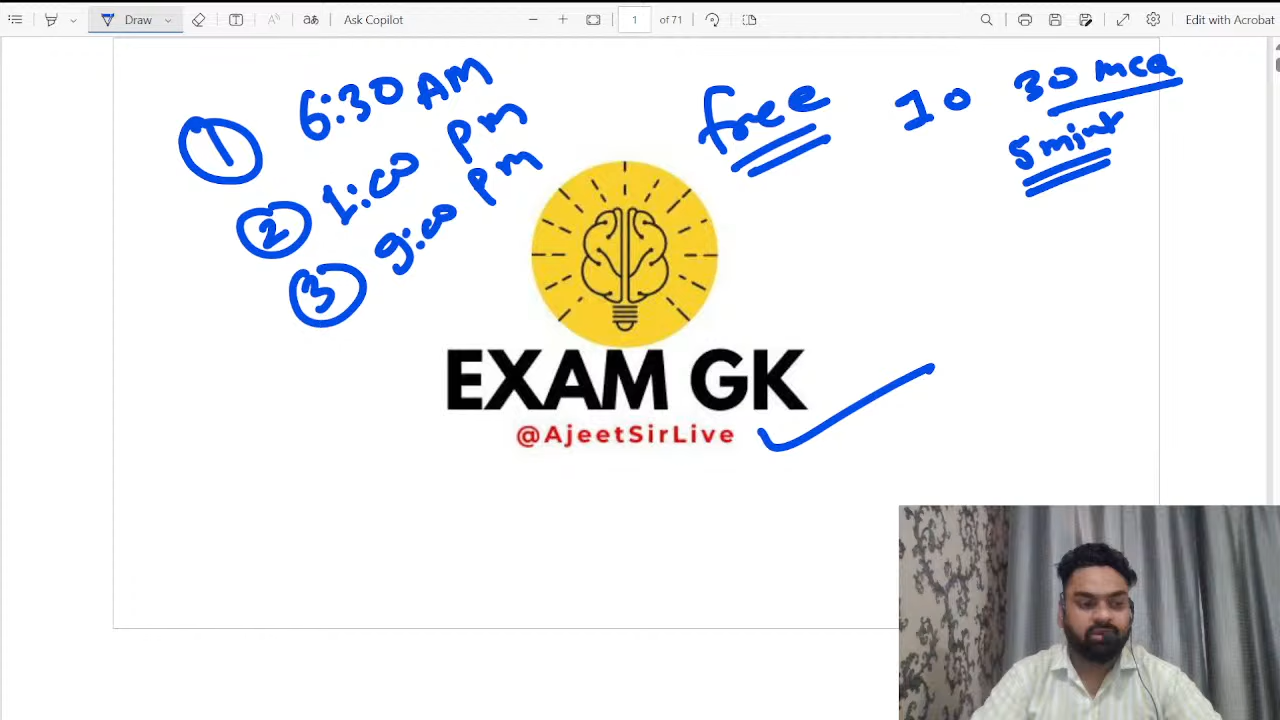 Draw
Ask Copilot
1 of 71
Edit with Acrobat
1 6:30 AM
2 1:00 pm
3 9:00 pm
free 10 30 mca
5 mint
EXAM GK
@AjeetSirLive